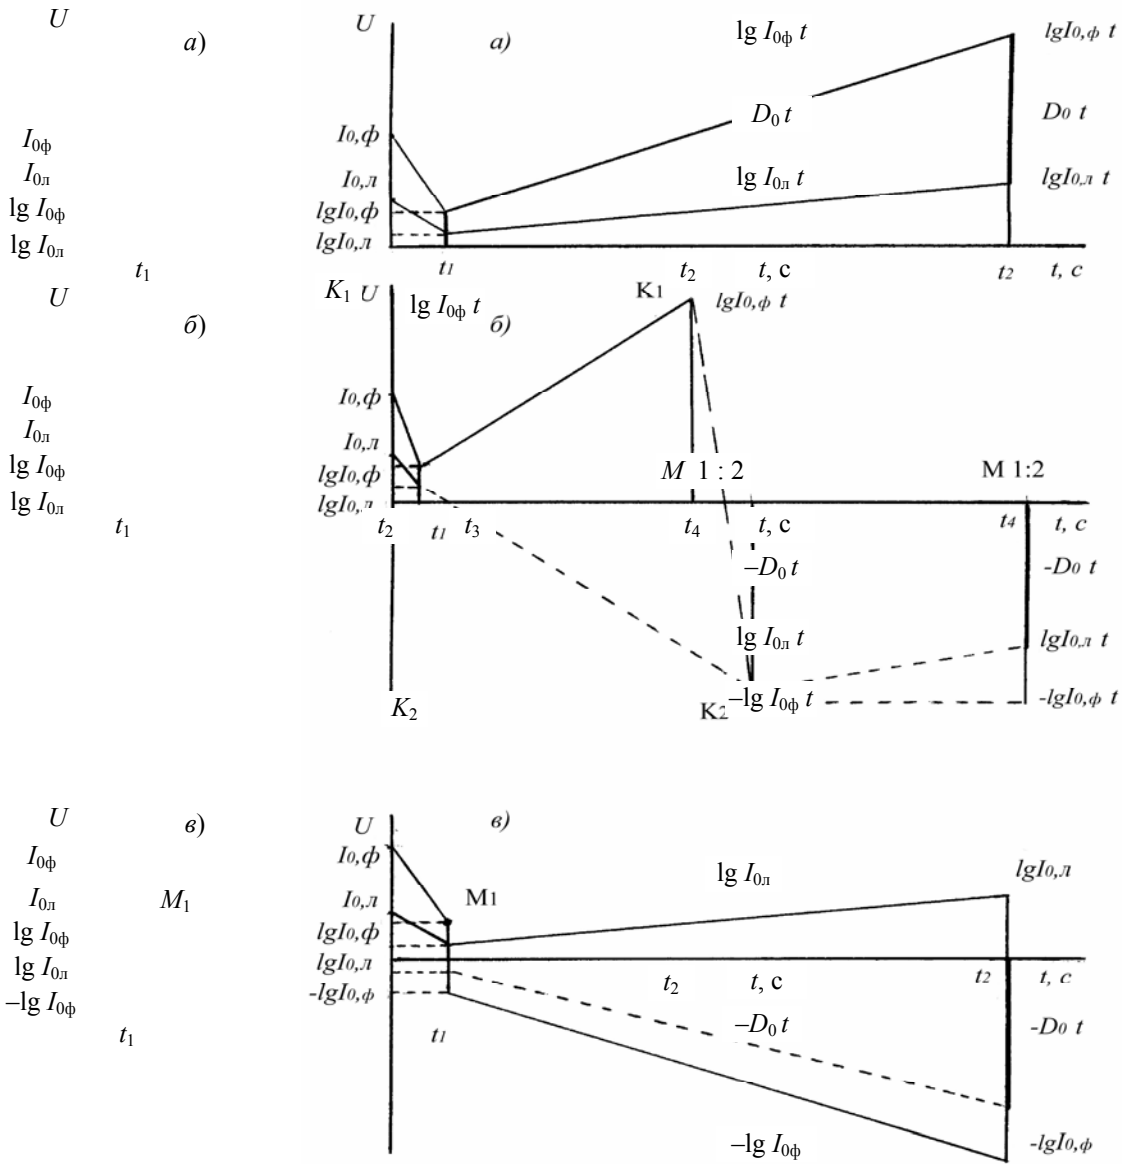 U
U
а)
а)
lg I0ф t
lgI0,ф t
D0 t
D0 t
I0ф
I0,ф
I0л
I0,л
lg I0л t
lgI0,л t
lg I0ф
lgI0,ф
lg I0л
lgI0,л
t1
t1
t2
t, с
t2
t, с
U
K1
U
lg I0ф t
K1
lgI0,ф t
б)
б)
I0ф
I0,ф
I0л
I0,л
lg I0ф
lgI0,ф
M 1 : 2
M 1:2
lg I0л
lgI0,л
t1
t2
t1
t3
t4
t, с
t4
t, с
–D0 t
-D0 t
lg I0л t
lgI0,л t
K2
K2
–lg I0ф t
-lgI0,ф t
U
в)
U
в)
I0ф
I0,ф
lg I0л
lgI0,л
I0л
M1
I0,л
M1
lg I0ф
lgI0,ф
lg I0л
lgI0,л
t2
t, с
t2
t, с
–lg I0ф
-lgI0,ф
t1
t1
–D0 t
-D0 t
–lg I0ф
-lgI0,ф